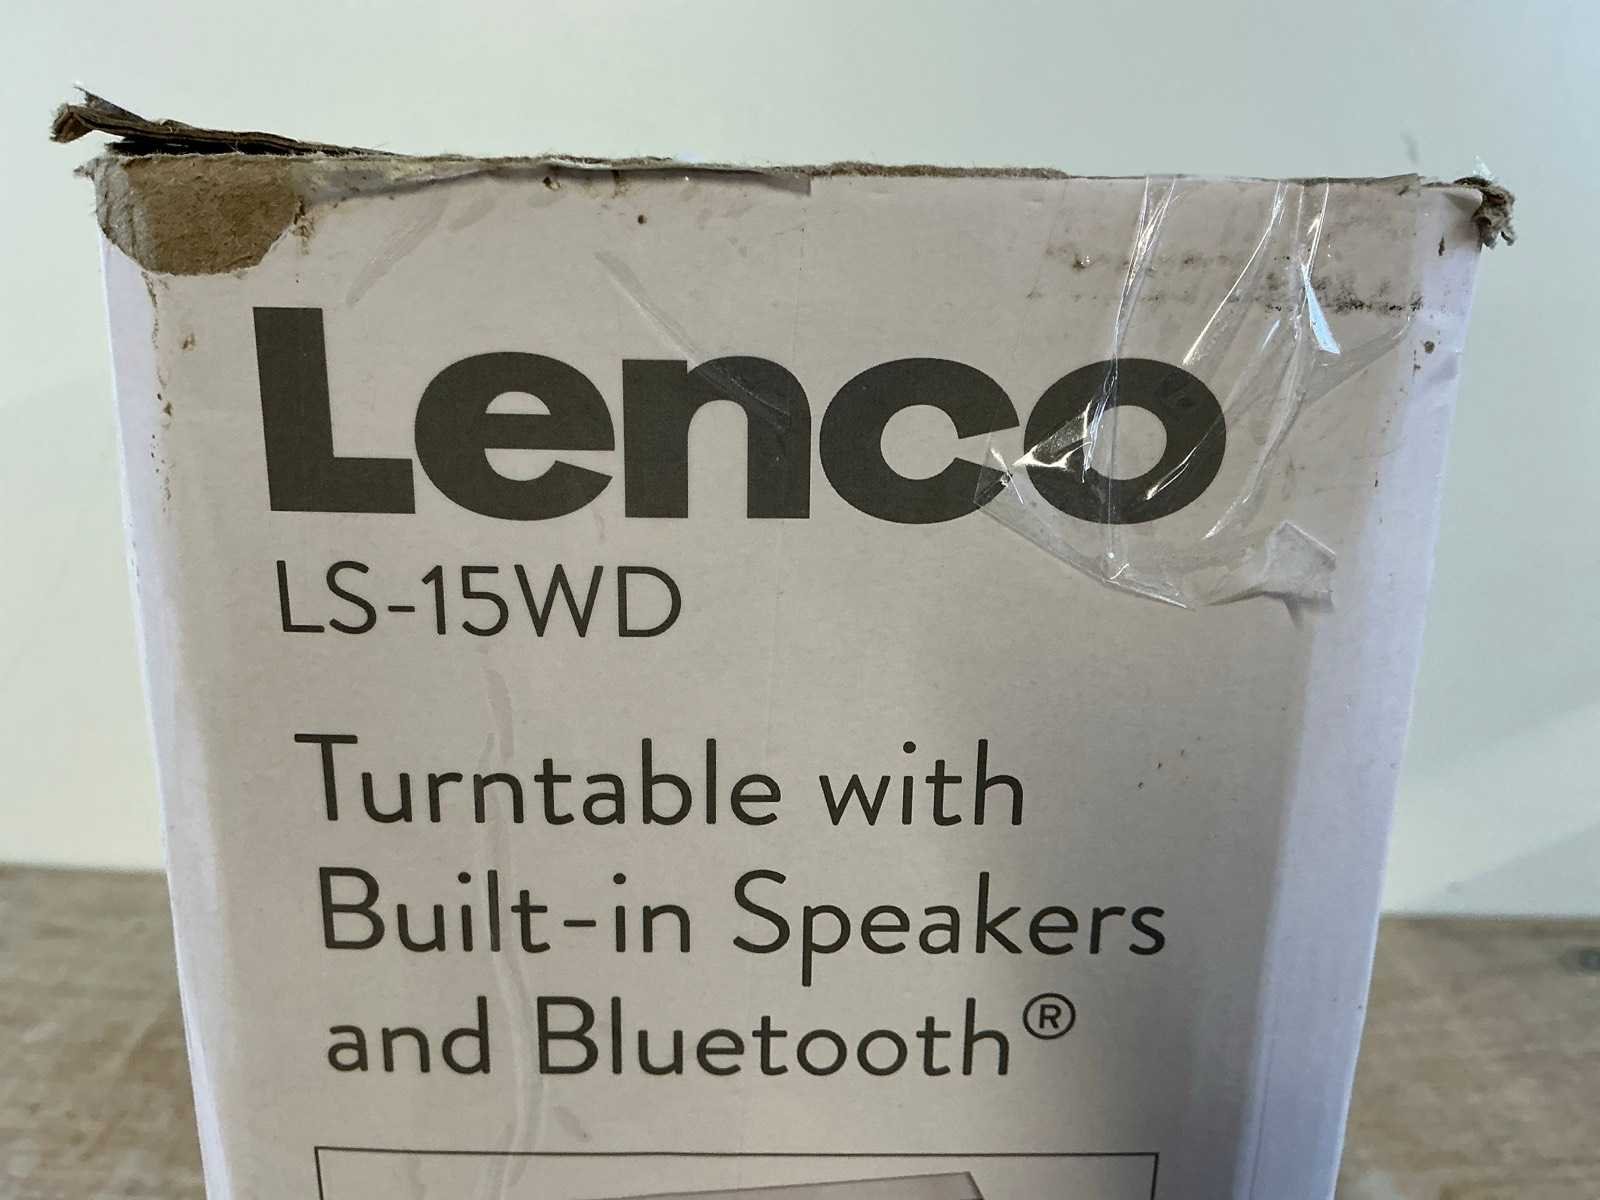 Lenco
LS-15WD
Turntable with
Built-in Speakers
and Bluetooth®